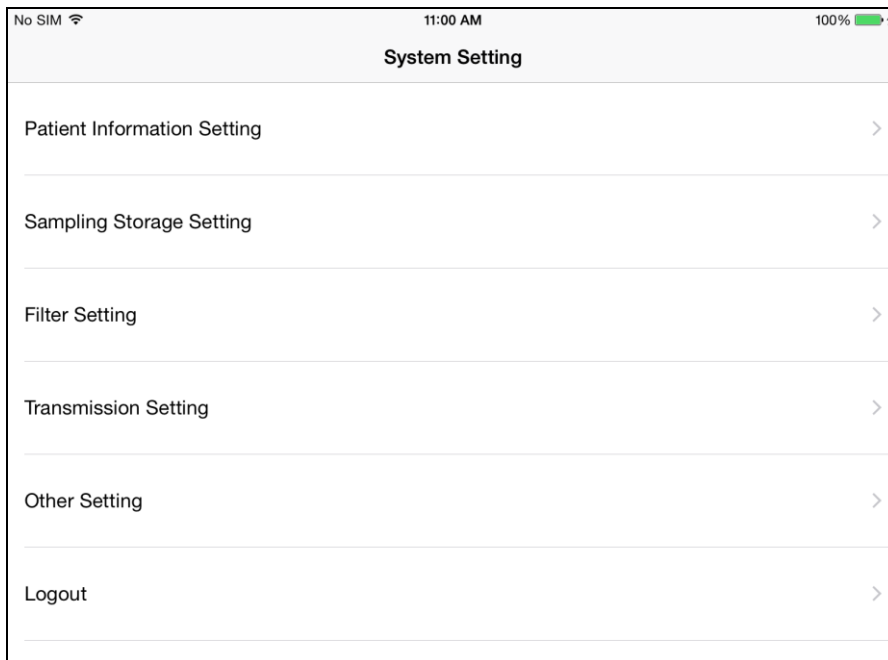 No SIM 11:00 AM 100%
System Setting
Patient Information Setting
Sampling Storage Setting
Filter Setting
Transmission Setting
Other Setting
Logout